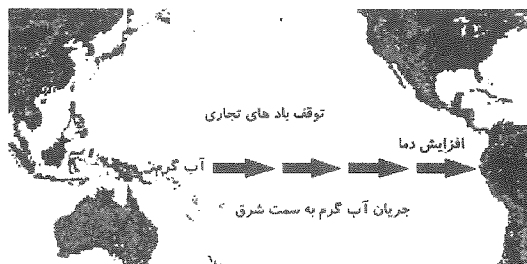 توقف باد های تجاری
افزایش دما
آب گرم
جریان آب گرم به سمت شرق